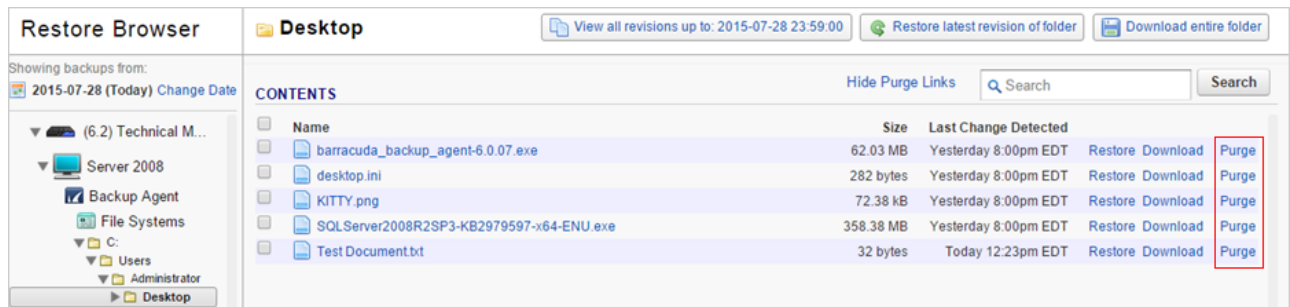 Restore Browser
Desktop
View all revisions up to: 2015-07-28 23:59:00
Restore latest revision of folder
Download entire folder
Showing backups from:
2015-07-28 (Today) Change Date
(6.2) Technical M...
Server 2008
Backup Agent
File Systems
C:
Users
Administrator
Desktop
CONTENTS
Hide Purge Links
Search
Search
Name Size Last Change Detected
barracuda_backup_agent-6.0.07.exe 62.03 MB Yesterday 8:00pm EDT Restore Download Purge
desktop.ini 282 bytes Yesterday 8:00pm EDT Restore Download Purge
KITTY.png 72.38 kB Yesterday 8:00pm EDT Restore Download Purge
SQLServer2008R2SP3-KB2979597-x64-ENU.exe 358.38 MB Yesterday 8:00pm EDT Restore Download Purge
Test Document.txt 32 bytes Today 12:23pm EDT Restore Download Purge